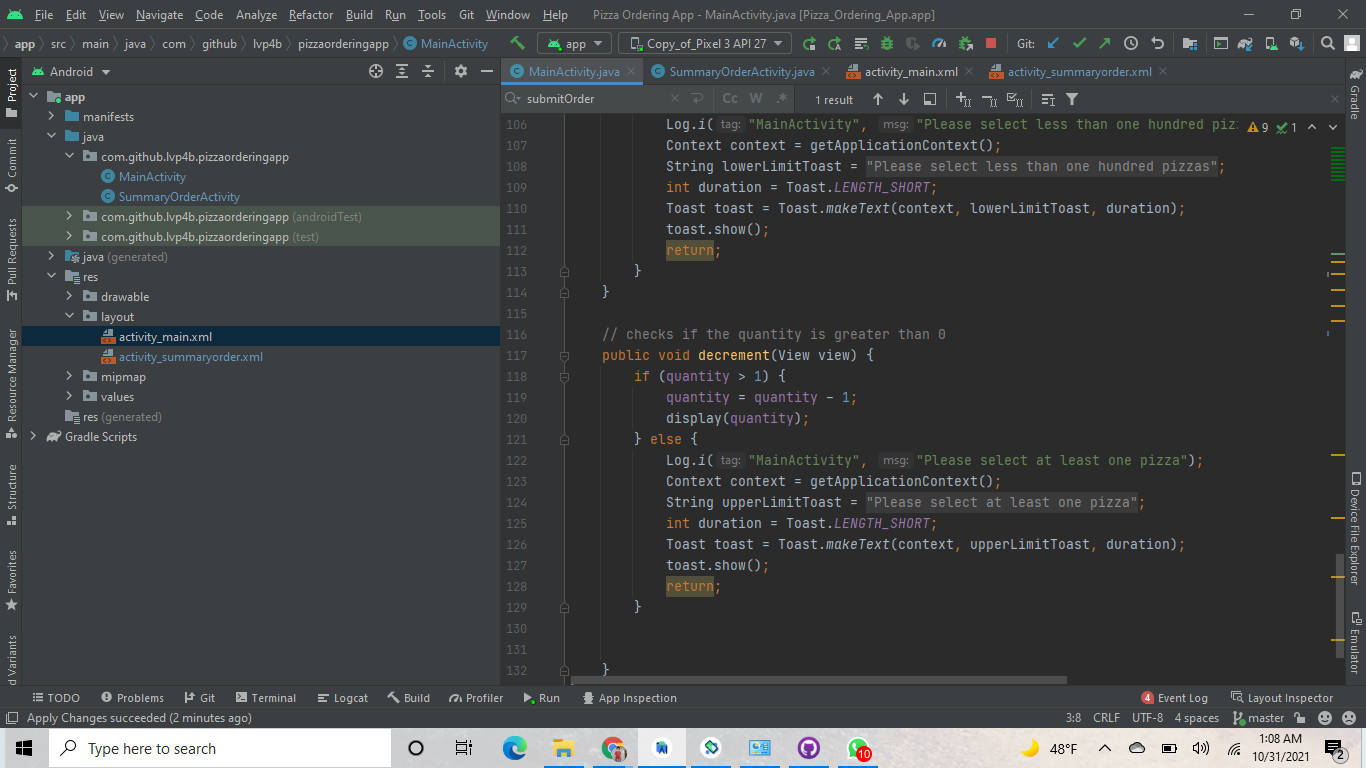 File Edit View Navigate Code Analyze Refactor Build Run Tools Git Window Help Pizza Ordering App - MainActivity.java [Pizza_Ordering_App.app]
app src main java com github lvp4b pizzaorderingapp MainActivity app Copy_of_Pixel 3 API 27 Git:
Project
Commit
Pull Requests
Resource Manager
Structure
Favorites
d Variants
Android
app
manifests
java
com.github.lvp4b.pizzaorderingapp
MainActivity
SummaryOrderActivity
com.github.lvp4b.pizzaorderingapp (androidTest)
com.github.lvp4b.pizzaorderingapp (test)
java (generated)
res
drawable
layout
activity_main.xml
activity_summaryorder.xml
mipmap
values
res (generated)
Gradle Scripts
MainActivity.java SummaryOrderActivity.java activity_main.xml activity_summaryorder.xml
submitOrder Cc W .* 1 result
9 1
106 Log.i( tag: "MainActivity", msg: "Please select less than one hundred piz
107 Context context = getApplicationContext();
108 String lowerLimitToast = "Please select less than one hundred pizzas";
109 int duration = Toast.LENGTH_SHORT;
110 Toast toast = Toast.makeText(context, lowerLimitToast, duration);
111 toast.show();
112 return;
113 }
114 }
115
116 // checks if the quantity is greater than 0
117 public void decrement(View view) {
118 if (quantity > 1) {
119 quantity = quantity - 1;
120 display(quantity);
121 } else {
122 Log.i( tag: "MainActivity", msg: "Please select at least one pizza");
123 Context context = getApplicationContext();
124 String upperLimitToast = "Please select at least one pizza";
125 int duration = Toast.LENGTH_SHORT;
126 Toast toast = Toast.makeText(context, upperLimitToast, duration);
127 toast.show();
128 return;
129 }
130
131
132 }
Gradle
Device File Explorer
Emulator
TODO Problems Git Terminal Logcat Build Profiler Run App Inspection 4 Event Log Layout Inspector
Apply Changes succeeded (2 minutes ago) 3:8 CRLF UTF-8 4 spaces master
Type here to search 10 48°F 1:08 AM
10/31/2021 2